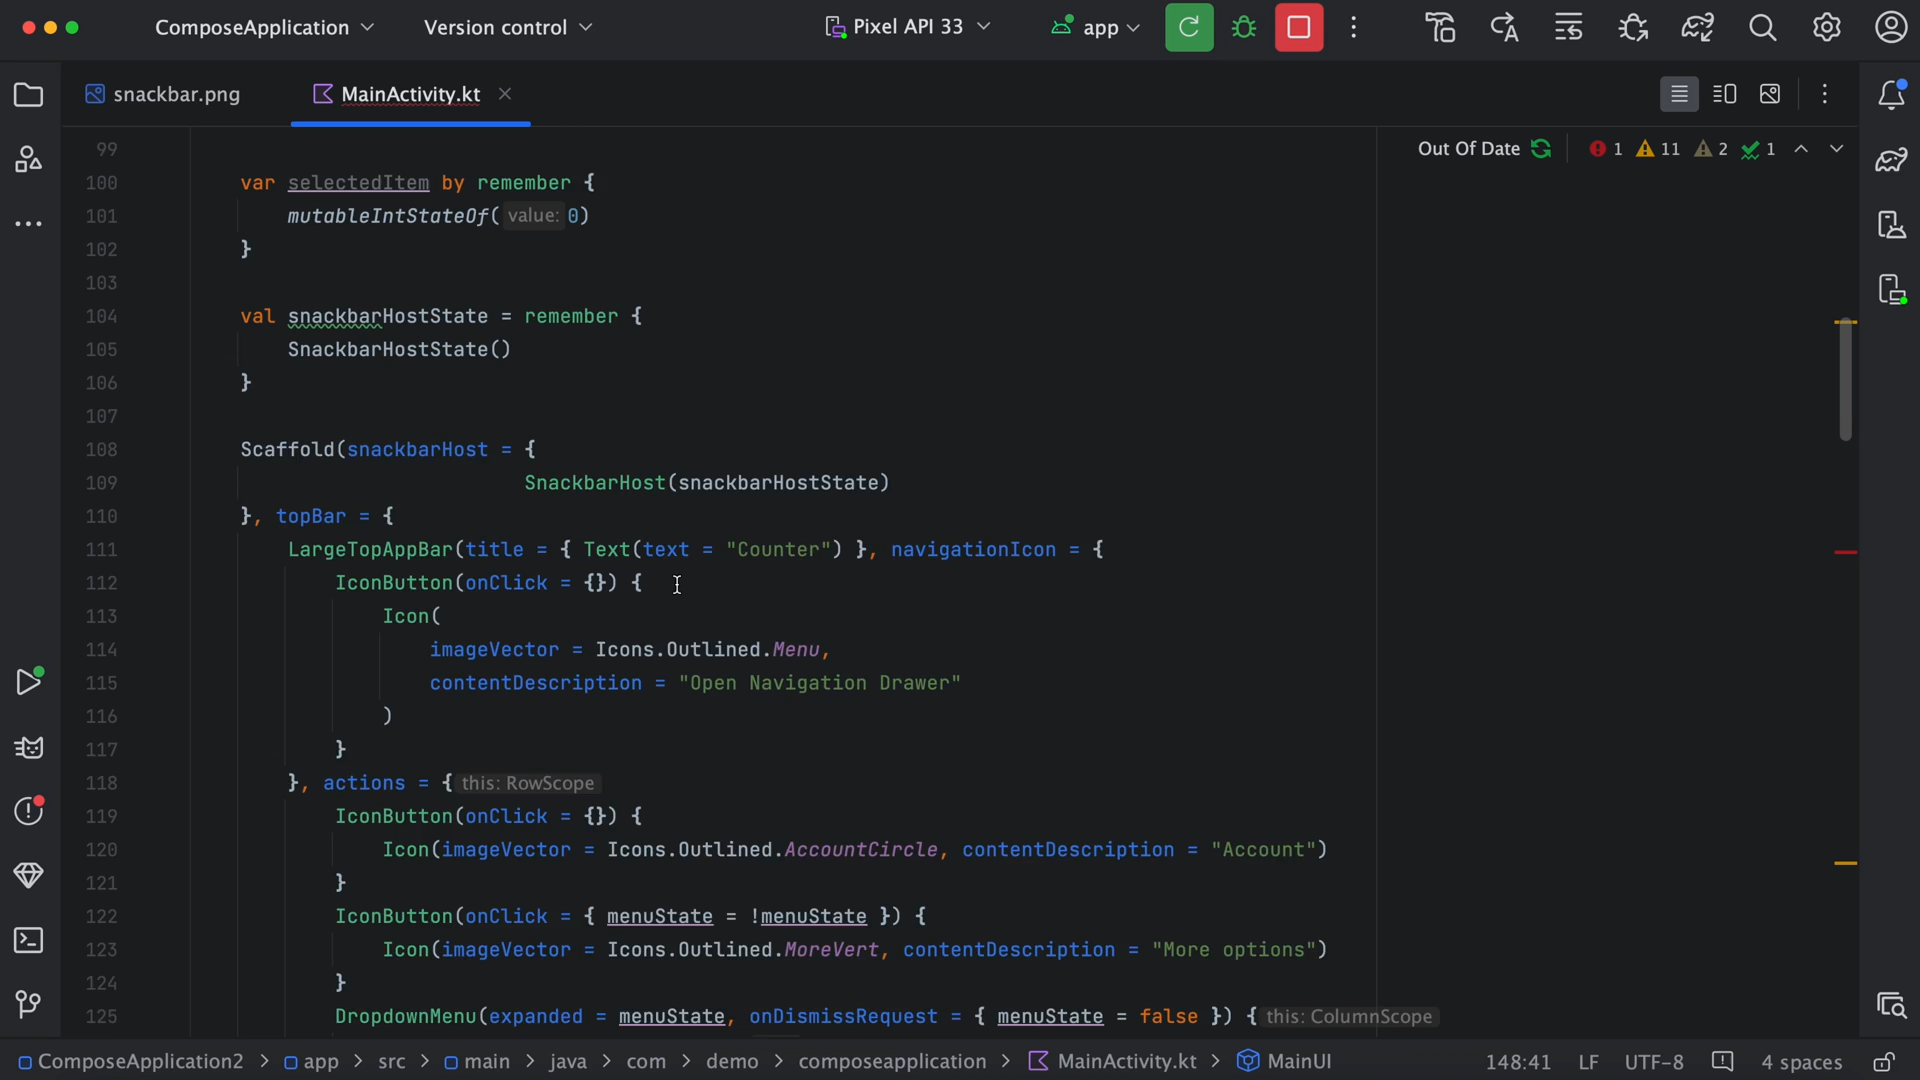 ComposeApplication Version control Pixel API 33 app
snackbar.png MainActivity.kt
Out Of Date 1 11 2 1
99
100 var selectedItem by remember {
101 mutableIntStateOf( value: 0)
102 }
103
104 val snackbarHostState = remember {
105 SnackbarHostState()
106 }
107
108 Scaffold(snackbarHost = {
109 SnackbarHost(snackbarHostState)
110 }, topBar = {
111 LargeTopAppBar(title = { Text(text = "Counter") }, navigationIcon = {
112 IconButton(onClick = {}) {
113 Icon(
114 imageVector = Icons.Outlined.Menu,
115 contentDescription = "Open Navigation Drawer"
116 )
117 }
118 }, actions = { this: RowScope
119 IconButton(onClick = {}) {
120 Icon(imageVector = Icons.Outlined.AccountCircle, contentDescription = "Account")
121 }
122 IconButton(onClick = { menuState = !menuState }) {
123 Icon(imageVector = Icons.Outlined.MoreVert, contentDescription = "More options")
124 }
125 DropdownMenu(expanded = menuState, onDismissRequest = { menuState = false }) { this: ColumnScope
ComposeApplication2 > app > src > main > java > com > demo > composeapplication > MainActivity.kt > MainUI 148:41 LF UTF-8 4 spaces